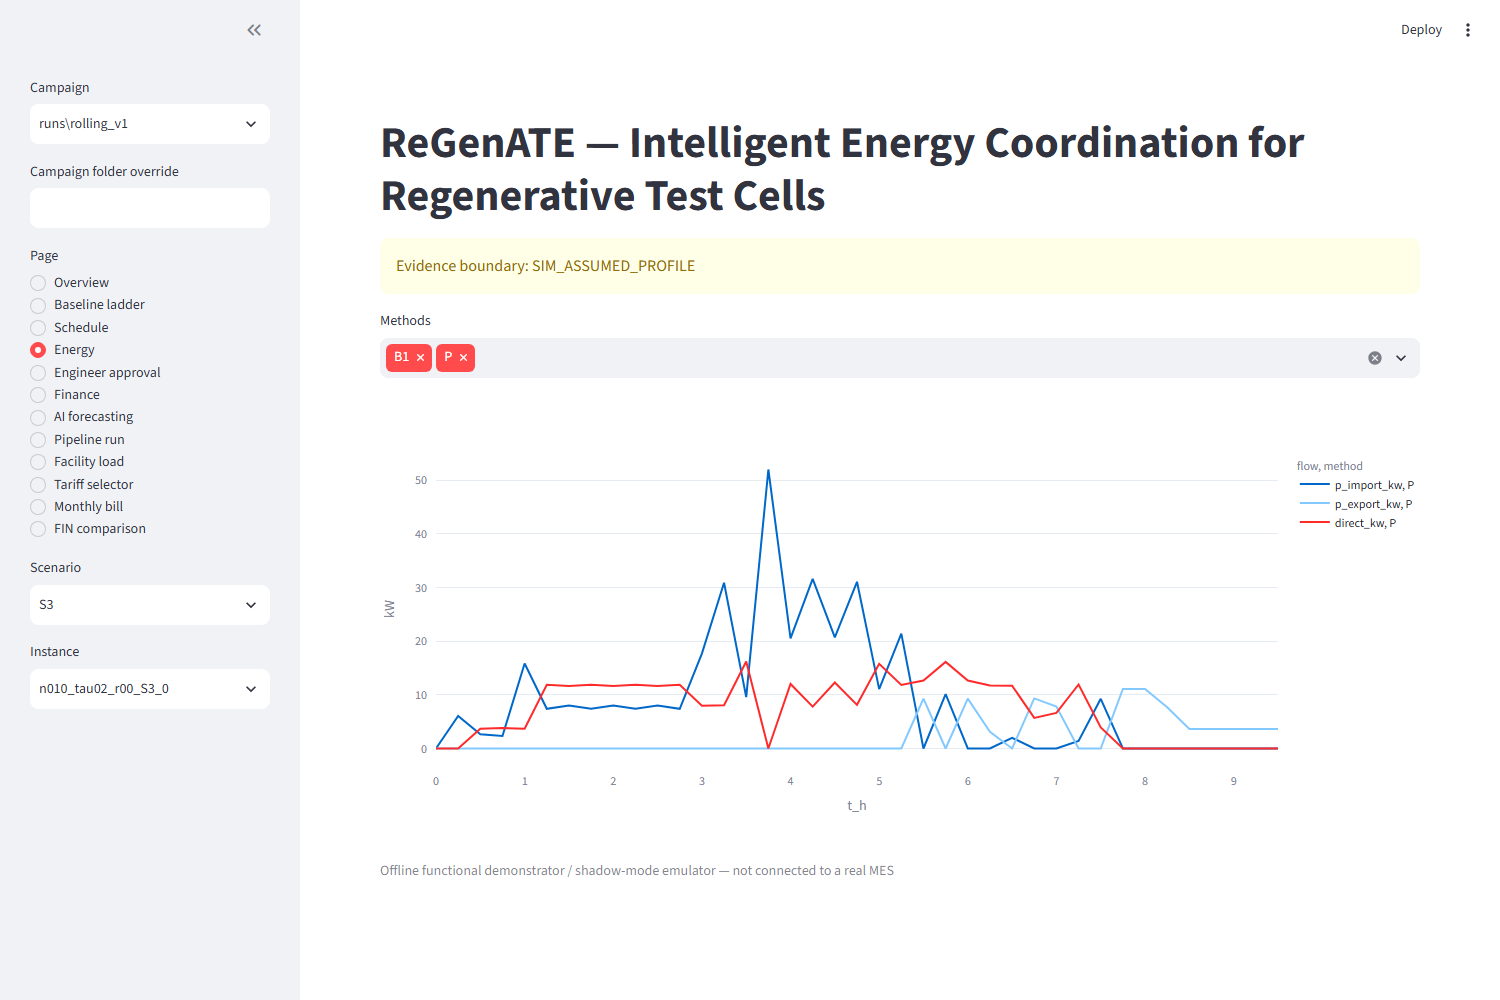 Deploy
Campaign
runs\rolling_v1
Campaign folder override
Page
Overview
Baseline ladder
Schedule
Energy
Engineer approval
Finance
AI forecasting
Pipeline run
Facility load
Tariff selector
Monthly bill
FIN comparison
Scenario
S3
Instance
n010_tau02_r00_S3_0
ReGenATE — Intelligent Energy Coordination for
Regenerative Test Cells
Evidence boundary: SIM_ASSUMED_PROFILE
Methods
B1
P
flow, method
p_import_kw, P
p_export_kw, P
direct_kw, P
kW
50
40
30
20
10
0
0 1 2 3 4 5 6 7 8 9
t_h
Offline functional demonstrator / shadow-mode emulator — not connected to a real MES